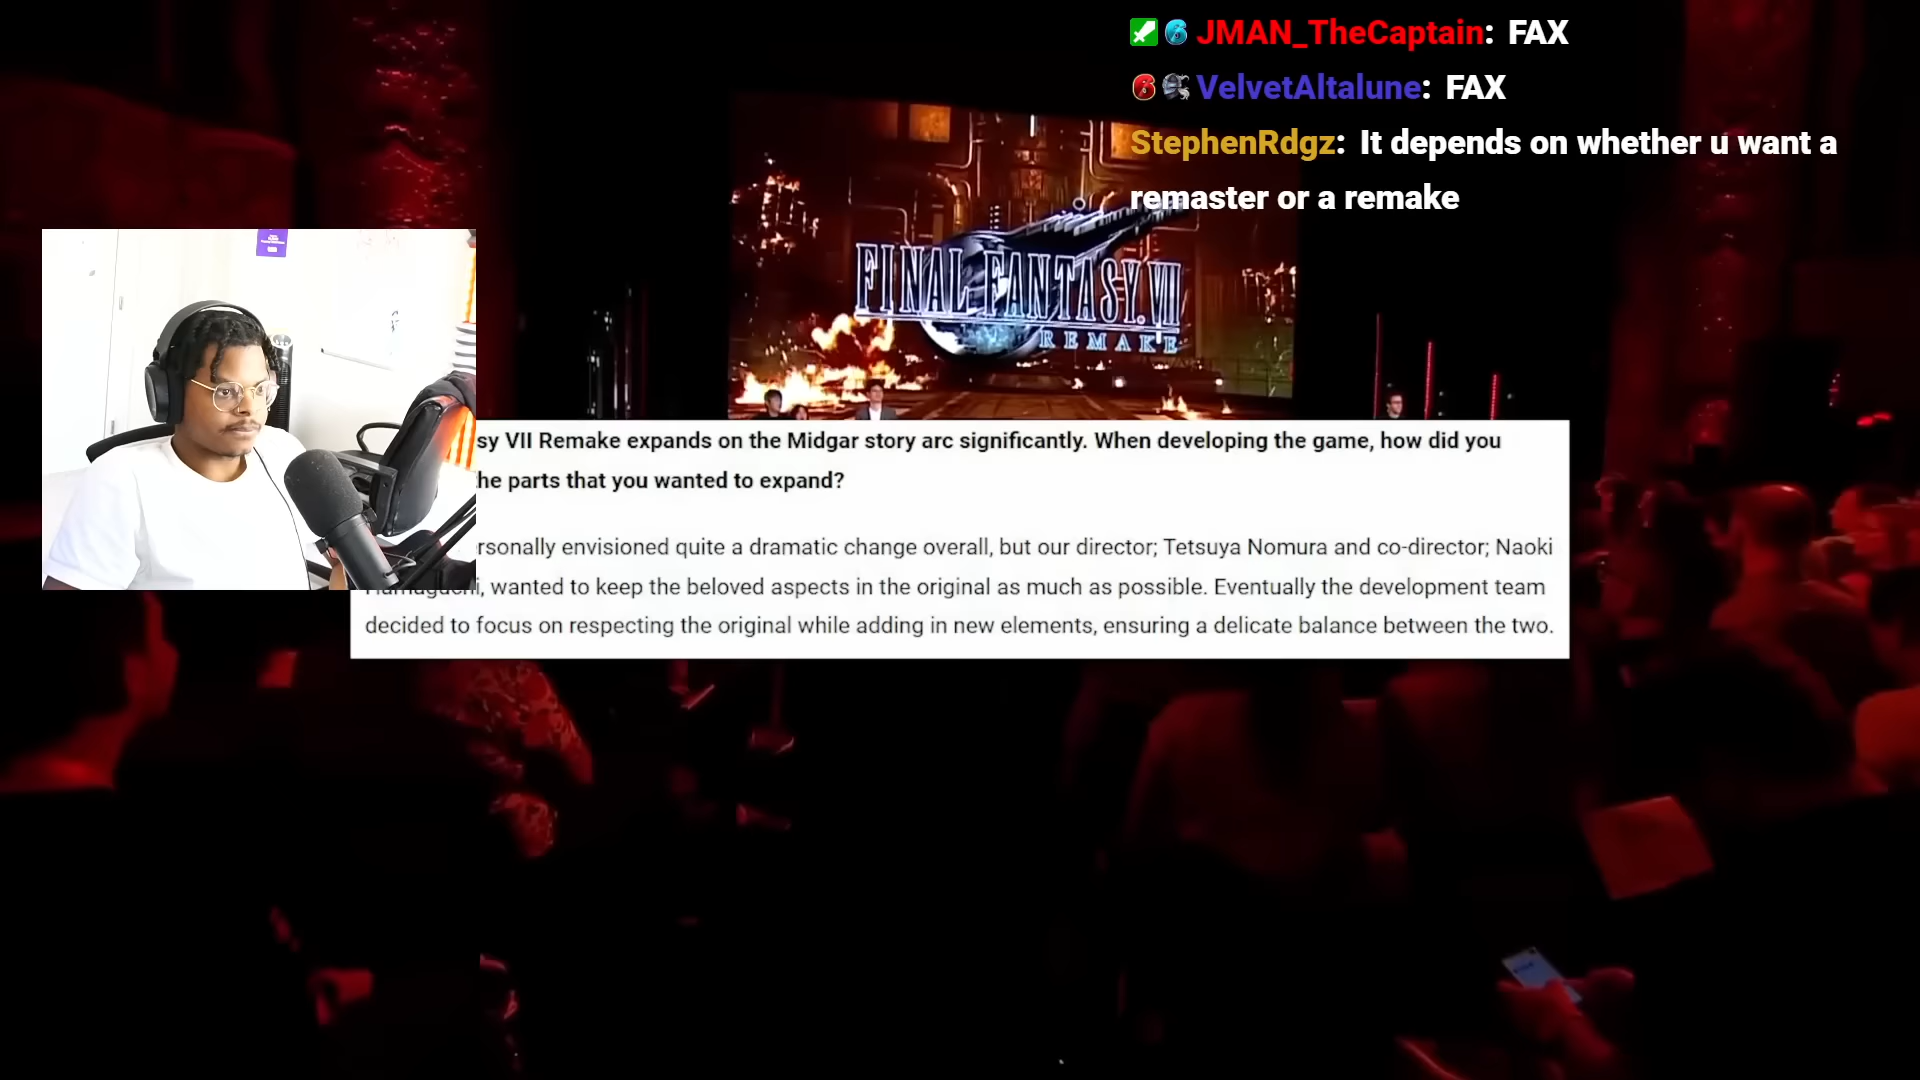 JMAN_TheCaptain: FAX
VelvetAltalune: FAX
StephenRdgz: It depends on whether u want a
remaster or a remake
FINAL FANTASY VII
REMAKE
sy VII Remake expands on the Midgar story arc significantly. When developing the game, how did you
he parts that you wanted to expand?
rsonally envisioned quite a dramatic change overall, but our director; Tetsuya Nomura and co-director; Naoki
wanted to keep the beloved aspects in the original as much as possible. Eventually the development team
decided to focus on respecting the original while adding in new elements, ensuring a delicate balance between the two.